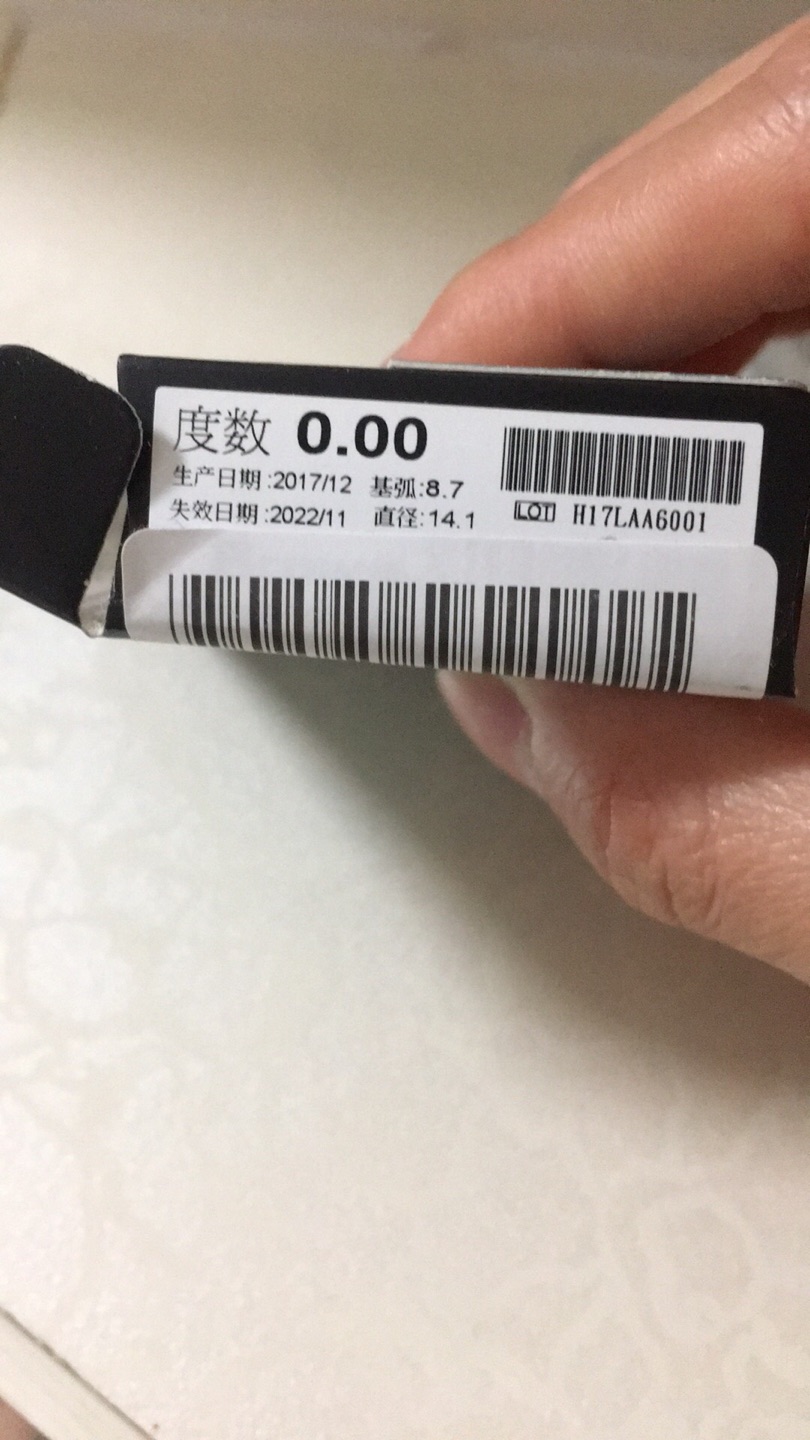 度数 0.00
生产日期:2017/12 基弧:8.7
失效日期:2022/11 直径:14.1
LOT H17LAA6001